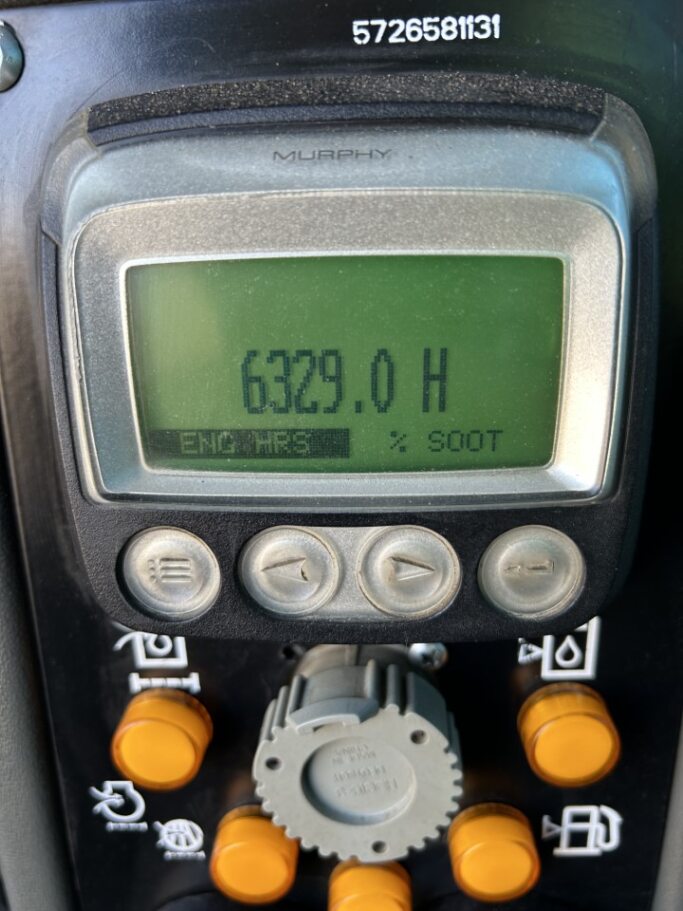 5726581131
MURPHY
6329.0 H
ENG HRS % SOOT